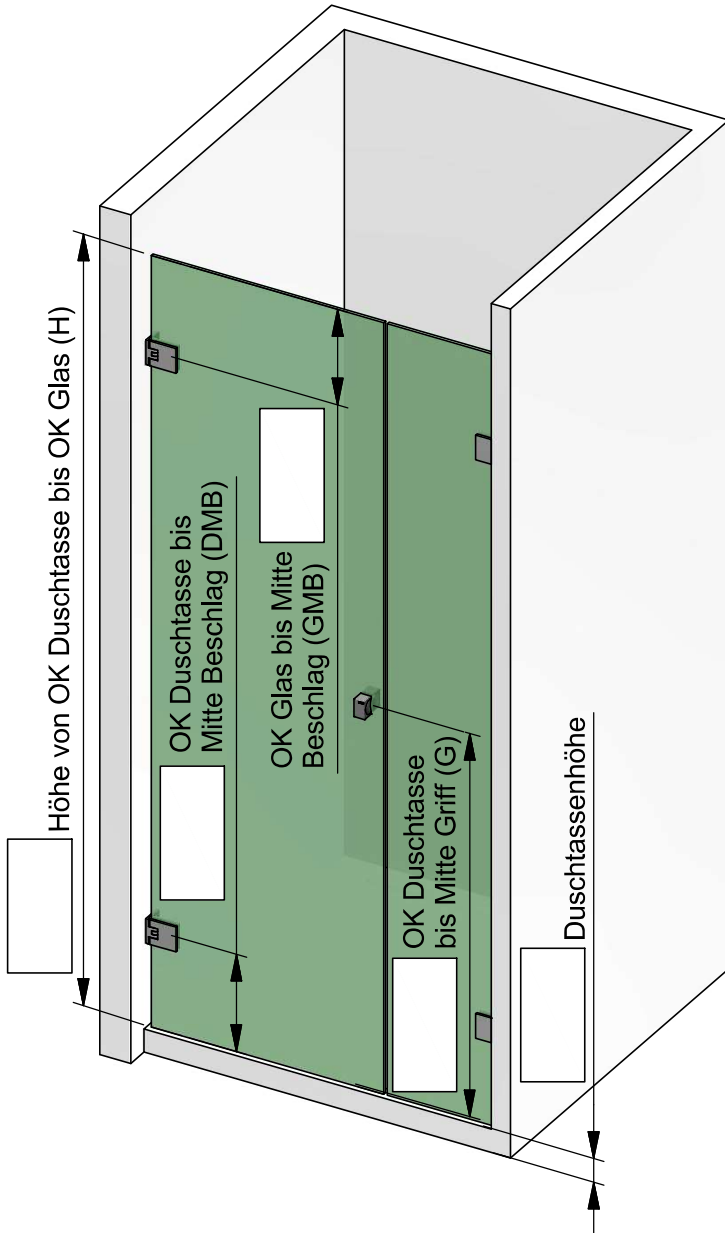 Höhe von OK Duschtasse bis OK Glas (H)
OK Duschtasse bis
Mitte Beschlag (DMB)
OK Glas bis Mitte
Beschlag (GMB)
OK Duschtasse
bis Mitte Griff (G)
Duschtassenhöhe